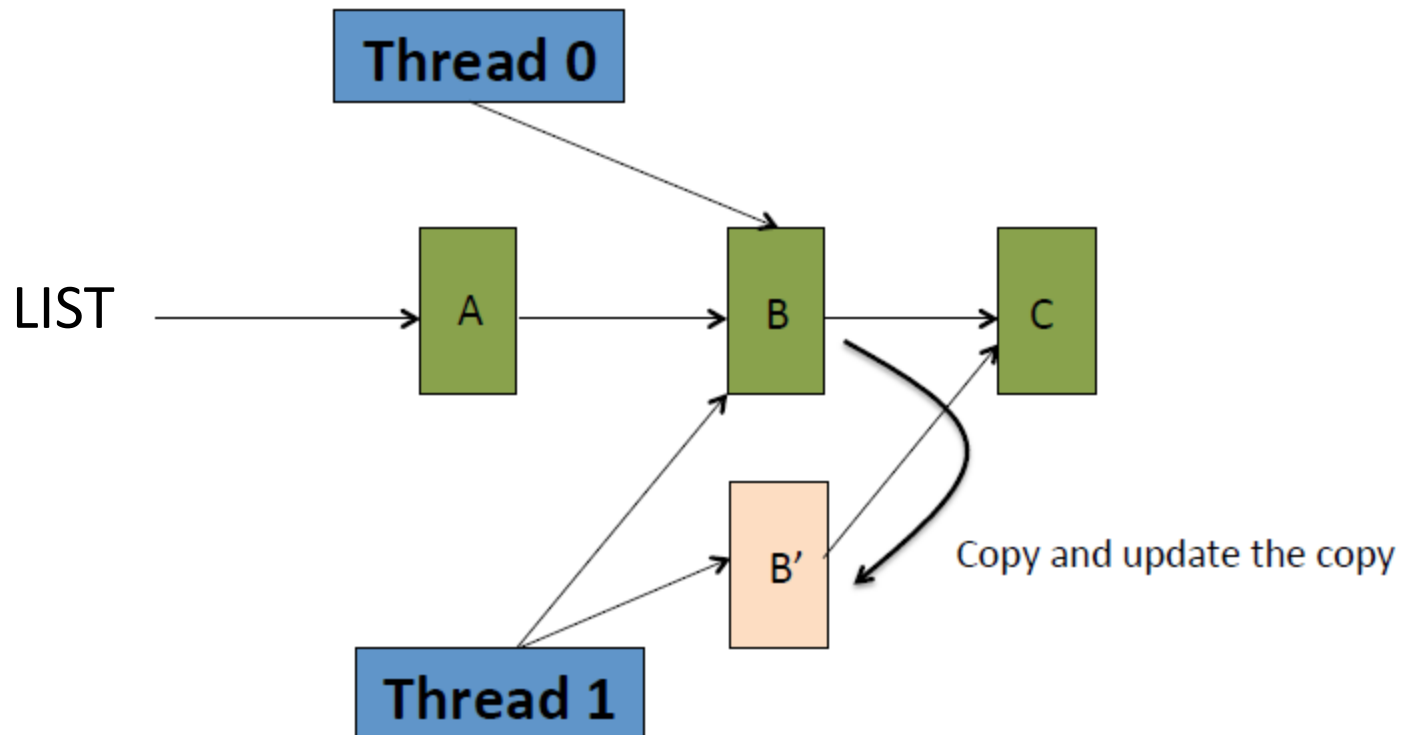 Thread 0
LIST
A
B
C
B’
Copy and update the copy
Thread 1